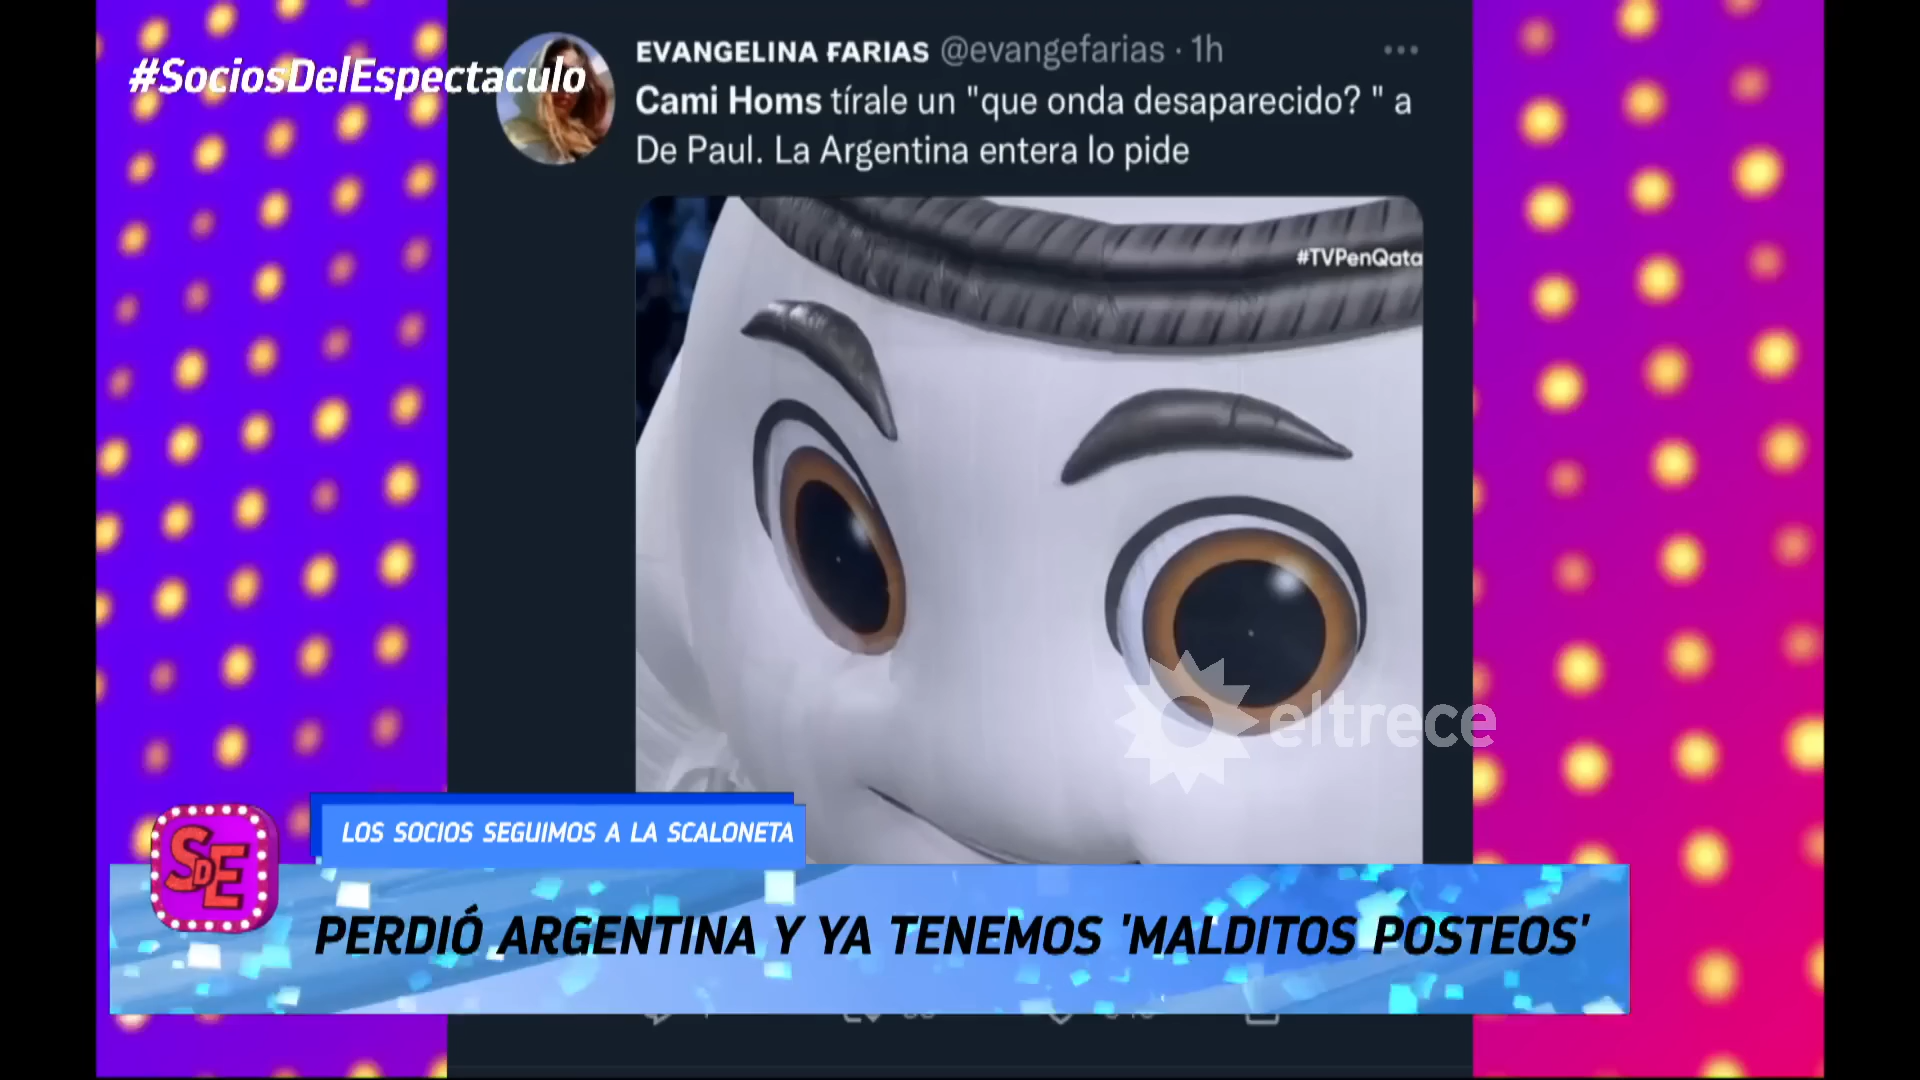 #SociosDelEspectaculo
EVANGELINA FARIAS @evangefarias · 1h
Cami Homs tírale un "que onda desaparecido? " a
De Paul. La Argentina entera lo pide
#TVPenQata
eltrece
LOS SOCIOS SEGUIMOS A LA SCALONETA
SDE
PERDIÓ ARGENTINA Y YA TENEMOS 'MALDITOS POSTEOS'